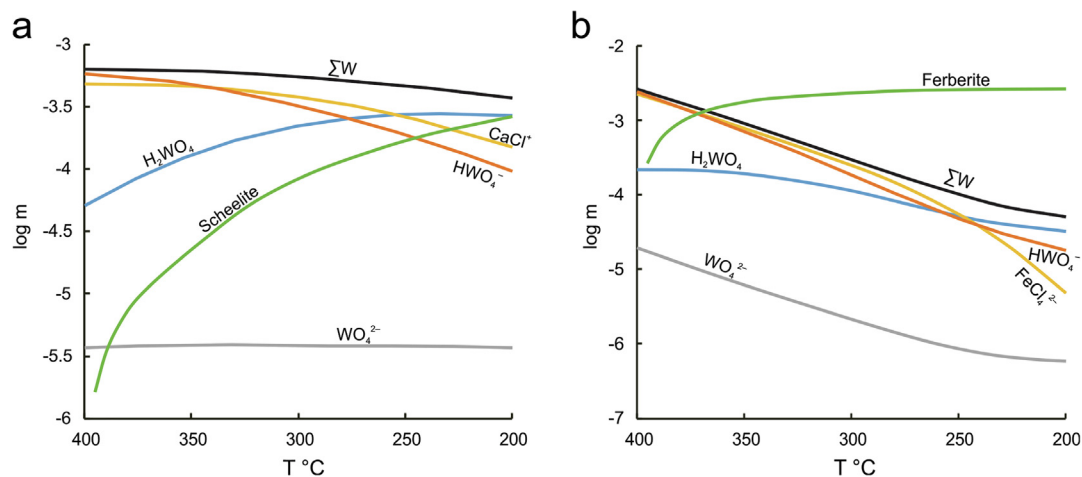 a
-3
-3.5
-4
-4.5
-5
-5.5
-6
log m
400
350
300
250
200
T °C
∑W
CaCl⁺
HWO₄⁻
H₂WO₄
Scheelite
WO₄²⁻
b
-2
-3
-4
-5
-6
-7
log m
400
350
300
250
200
T °C
Ferberite
H₂WO₄
∑W
HWO₄⁻
FeCl₄²⁻
WO₄²⁻